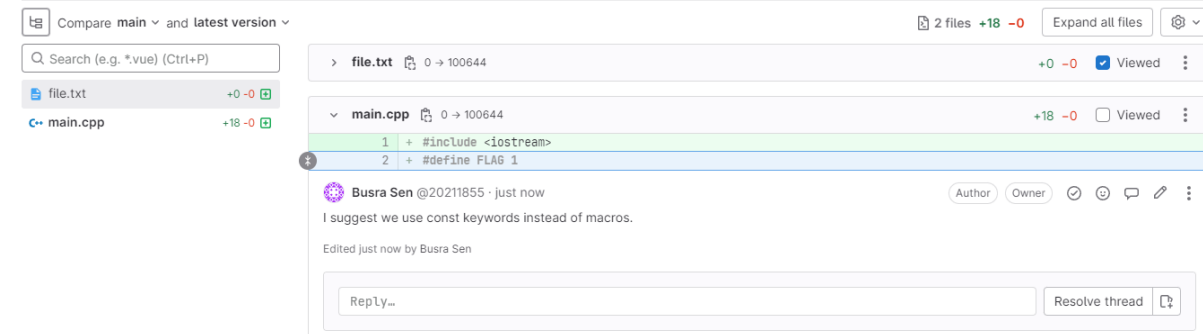 Compare main and latest version
2 files +18 −0 Expand all files
Search (e.g. *.vue) (Ctrl+P)
file.txt +0 -0
main.cpp +18 -0
file.txt 0 → 100644 +0 −0 Viewed
main.cpp 0 → 100644 +18 −0 Viewed
1 + #include <iostream>
2 + #define FLAG 1
Busra Sen @20211855 · just now Author Owner
I suggest we use const keywords instead of macros.
Edited just now by Busra Sen
Reply… Resolve thread